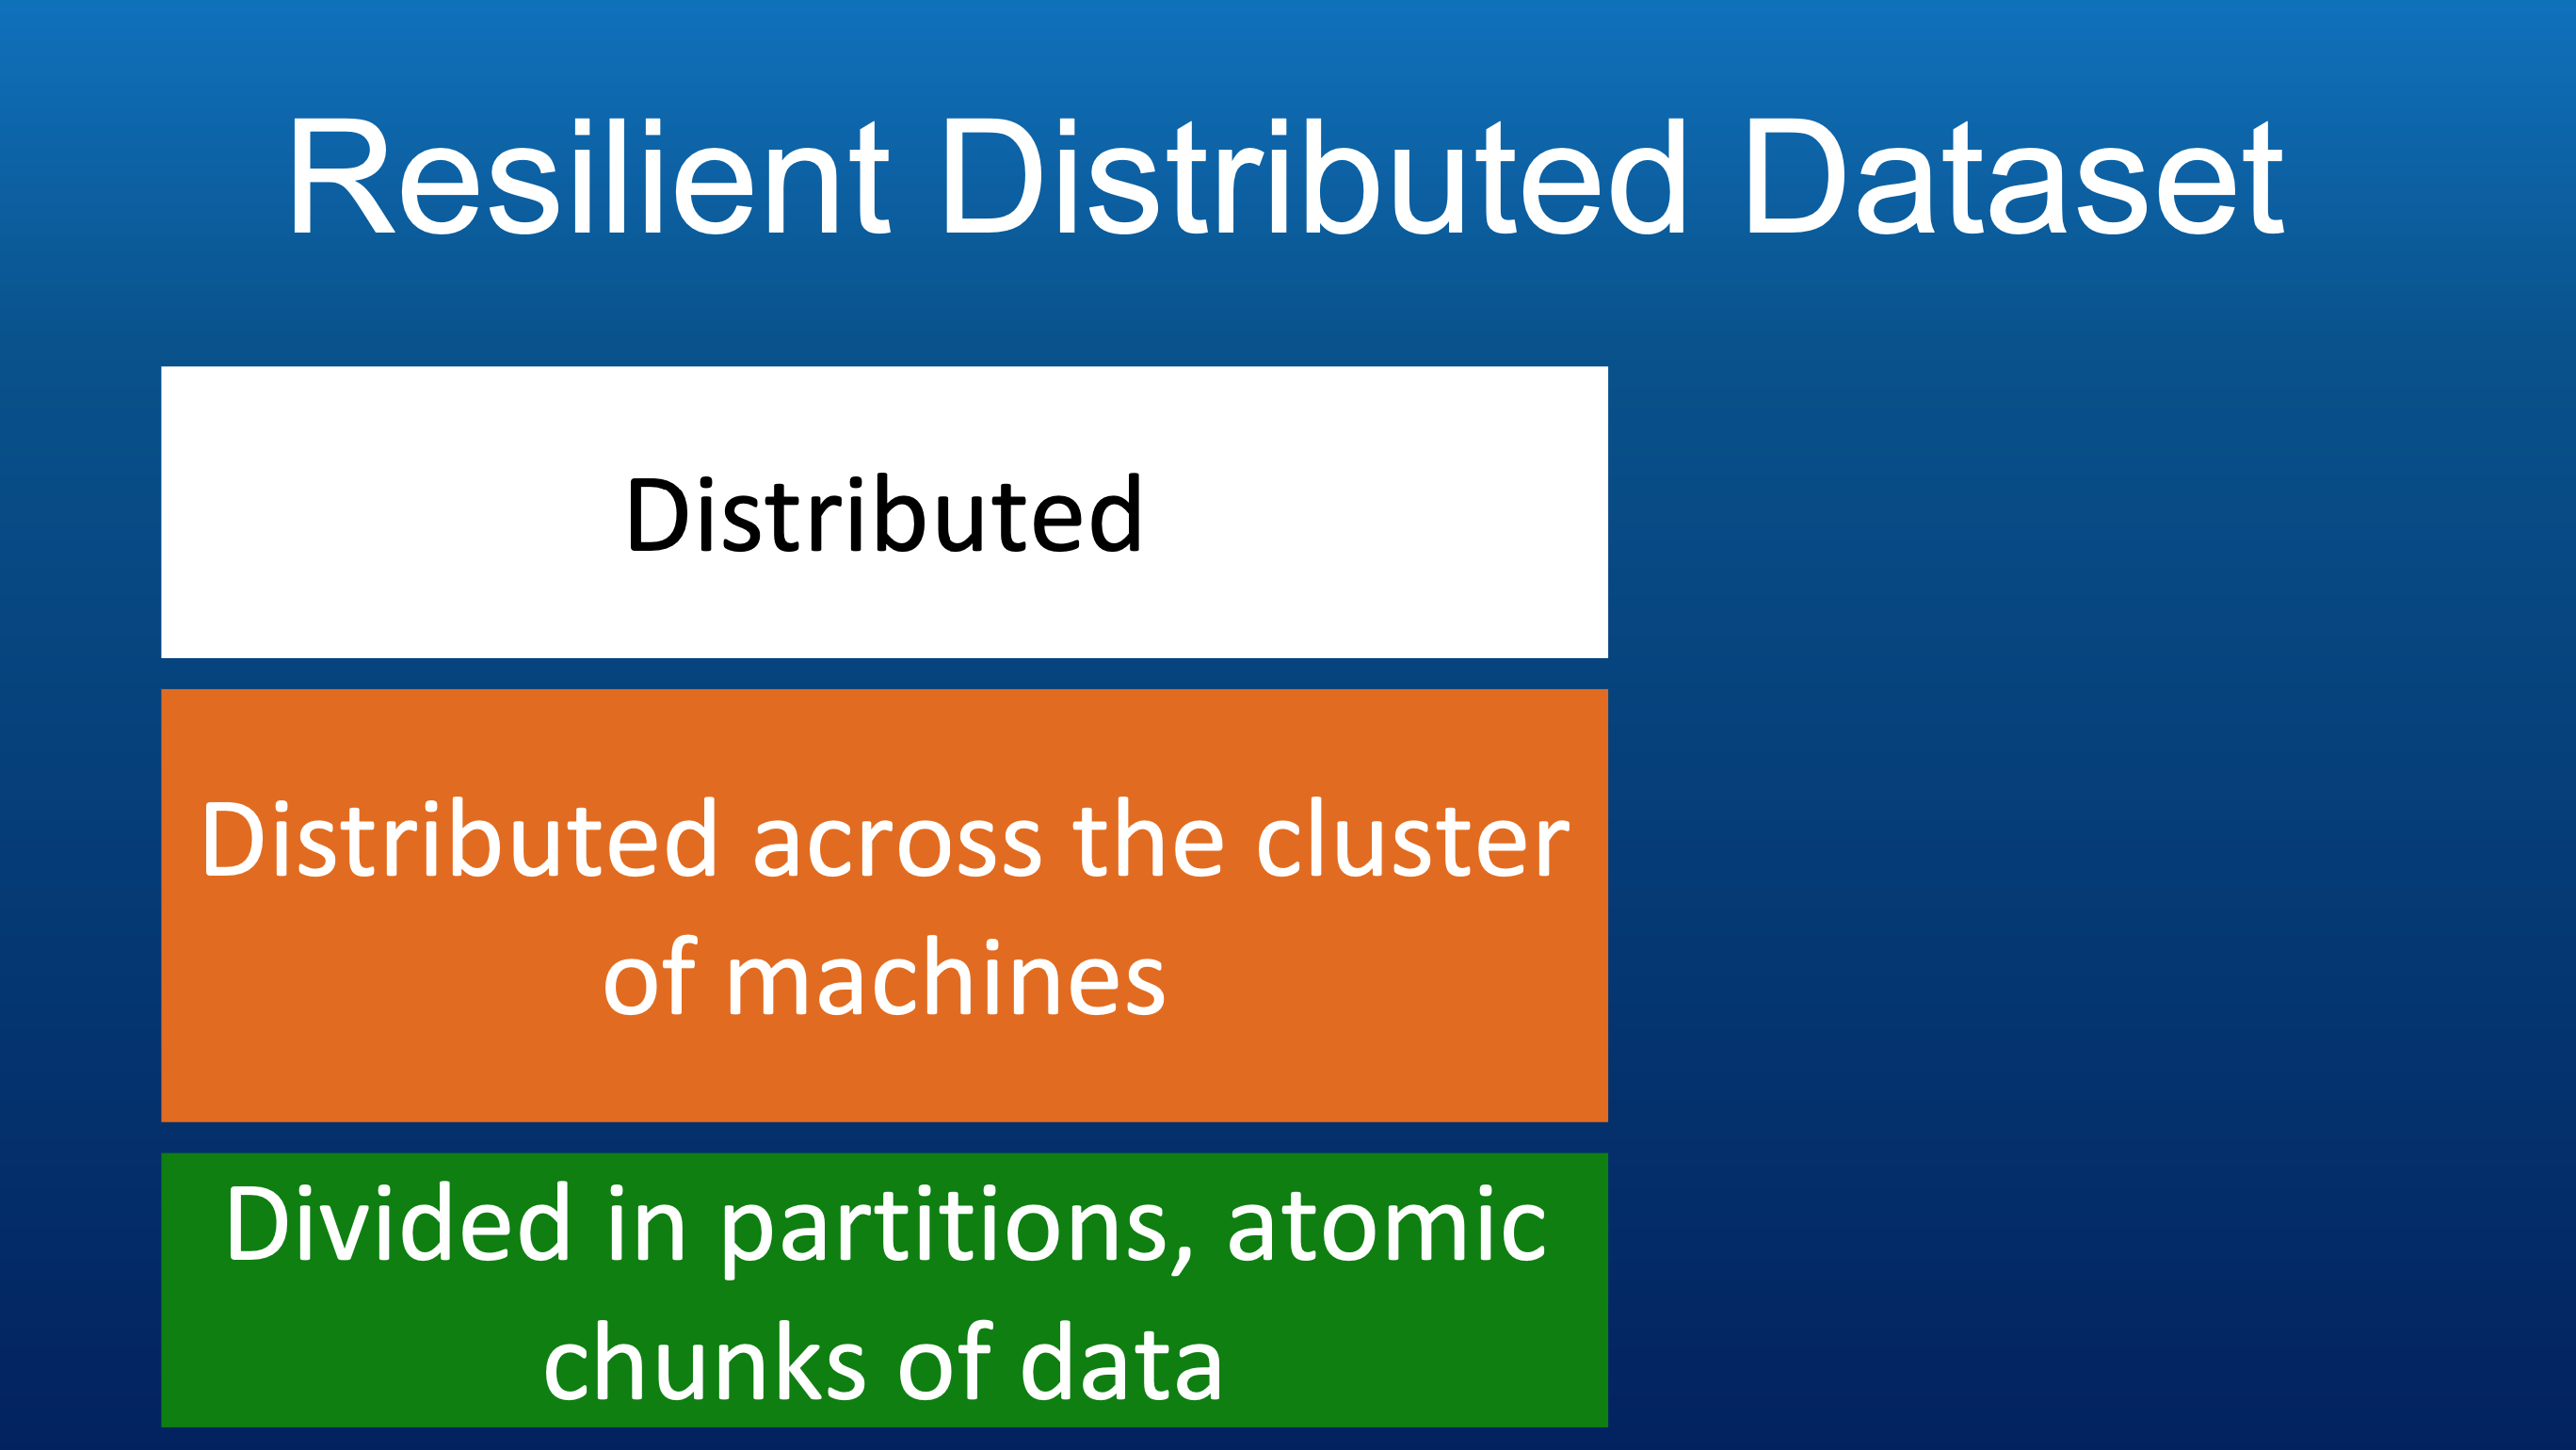 Resilient Distributed Dataset
Distributed
Distributed across the cluster
of machines
Divided in partitions, atomic
chunks of data